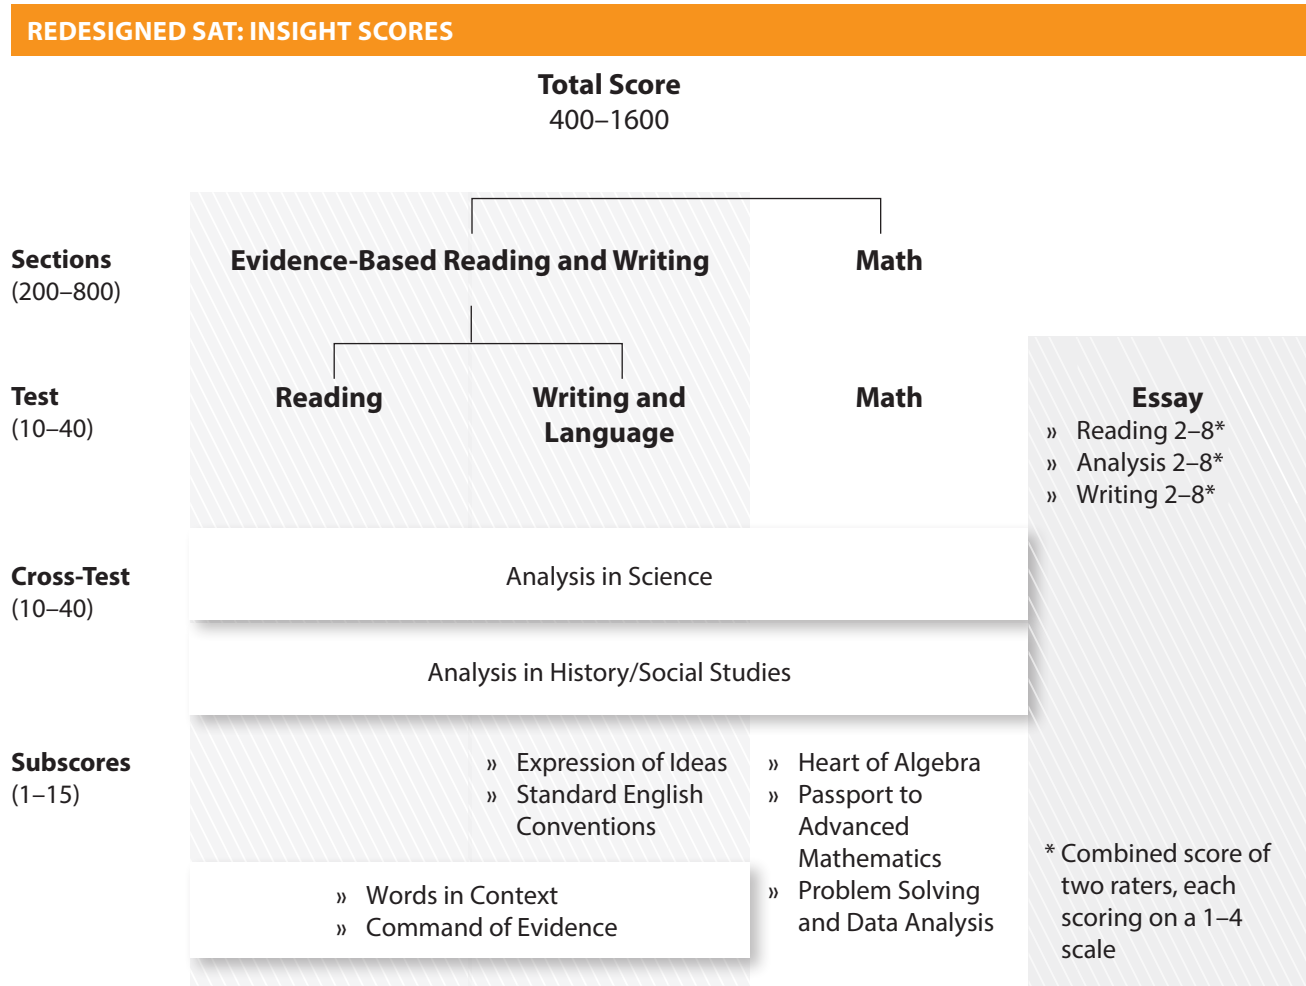 REDESIGNED SAT: INSIGHT SCORES
Total Score
400–1600
Sections
(200–800)
Evidence-Based Reading and Writing
Math
Test
(10–40)
Reading
Writing and
Language
Math
Essay
» Reading 2–8*
» Analysis 2–8*
» Writing 2–8*
Cross-Test
(10–40)
Analysis in Science
Analysis in History/Social Studies
Subscores
(1–15)
» Expression of Ideas
» Standard English
Conventions
» Words in Context
» Command of Evidence
» Heart of Algebra
» Passport to
Advanced
Mathematics
» Problem Solving
and Data Analysis
* Combined score of
two raters, each
scoring on a 1–4
scale